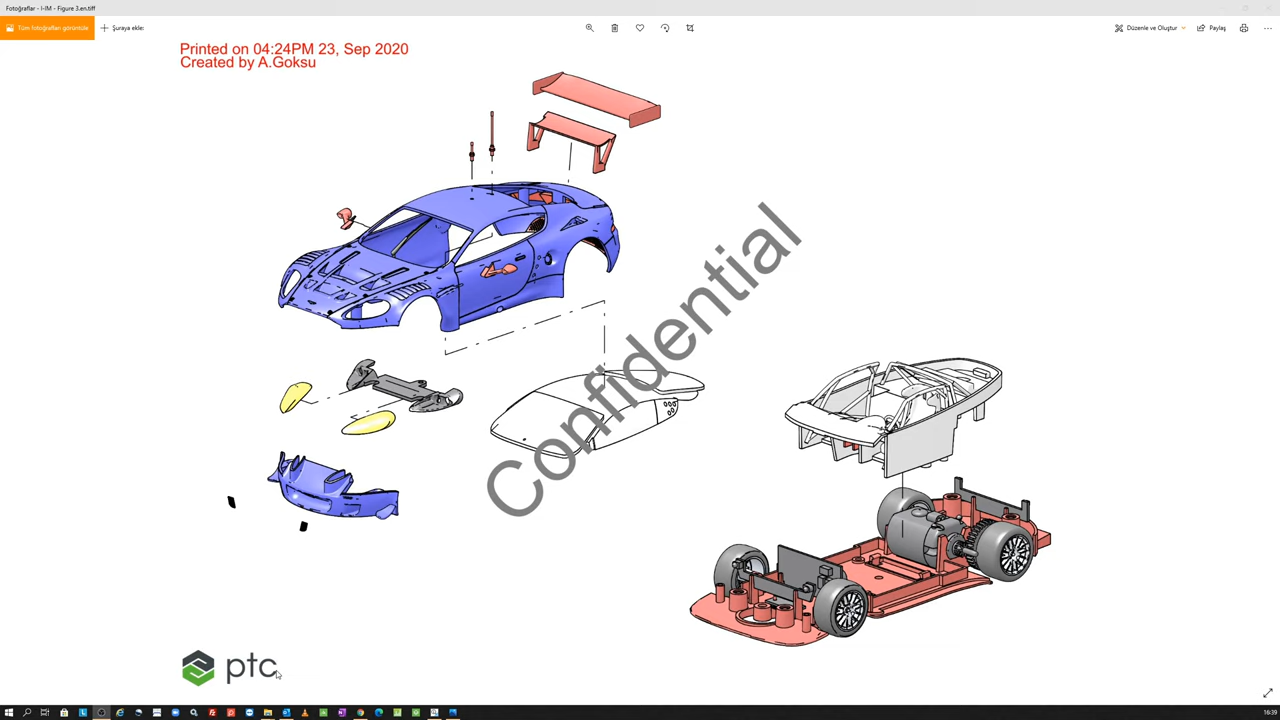 Fotoğraflar - I-IM - Figure 3.en.tiff
Tüm fotoğrafları görüntüle
Şuraya ekle:
Düzenle ve Oluştur
Paylaş
Printed on 04:24PM 23, Sep 2020
Created by A.Goksu
Confidential
ptc
16:39